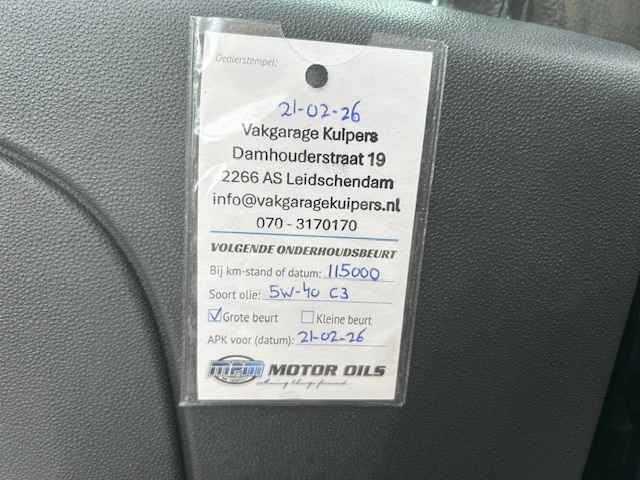 Dealerstempel:
21-02-26
Vakgarage Kuipers
Damhouderstraat 19
2266 AS Leidschendam
info@vakgaragekuipers.nl
070 - 3170170
VOLGENDE ONDERHOUDSBEURT
Bij km-stand of datum: 115000
Soort olie: 5W-40 C3
Grote beurt Kleine beurt
APK voor (datum): 21-02-26
mpm MOTOR OILS